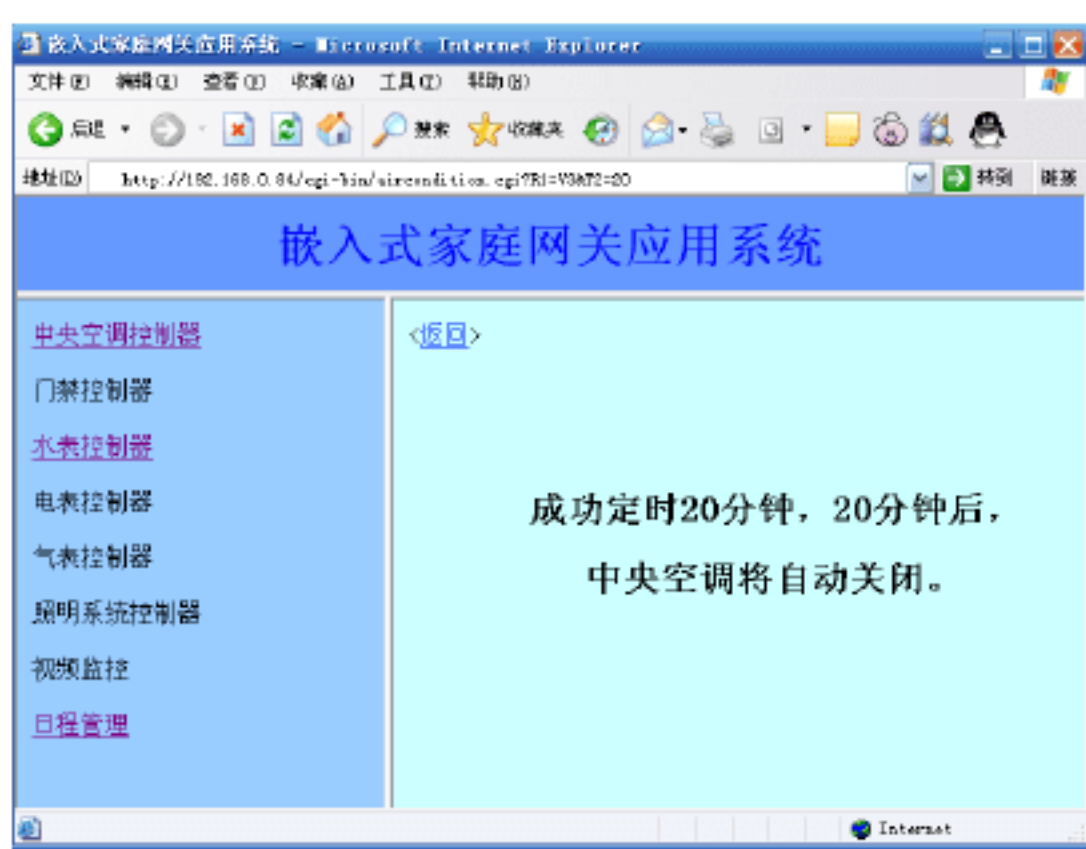 嵌入式家庭网关应用系统 - Microsoft Internet Explorer
文件(F) 编辑(E) 查看(V) 收藏(A) 工具(T) 帮助(H)
后退 搜索 收藏夹
地址(D) http://192.168.0.84/cgi-bin/aircondition.cgi?R1=V3&T2=20 转到 链接
嵌入式家庭网关应用系统
中央空调控制器
<返回>
门禁控制器
水表控制器
电表控制器
气表控制器
照明系统控制器
视频监控
日程管理
成功定时20分钟，20分钟后，
中央空调将自动关闭。
Internet